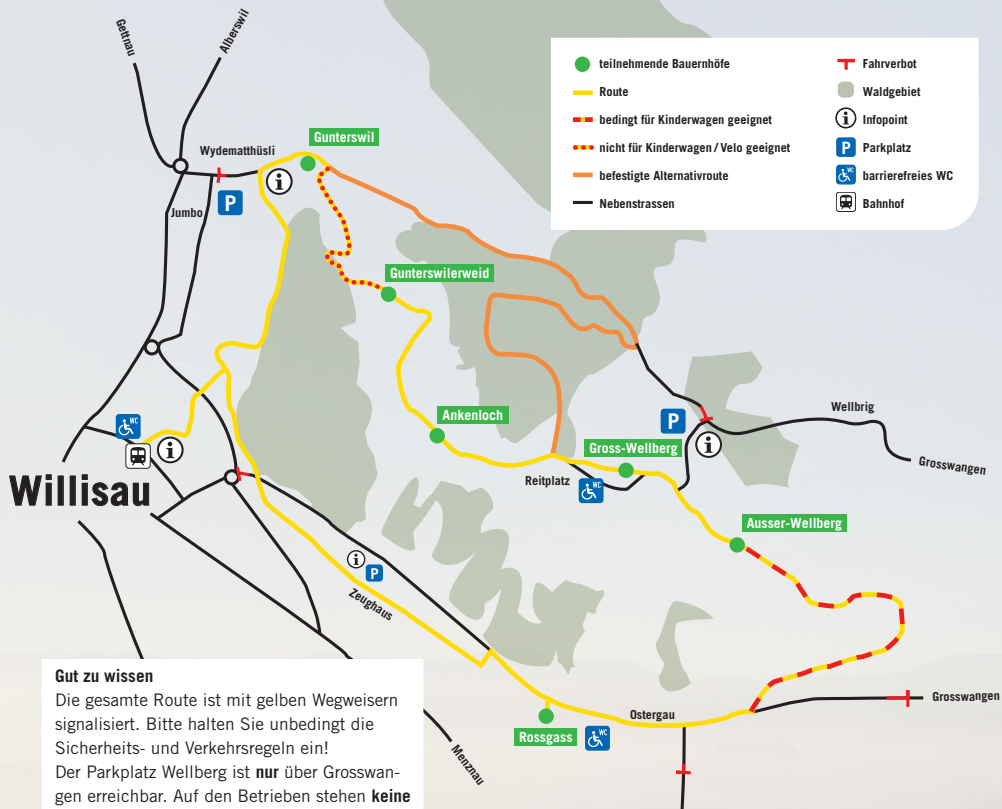 Gettnau
Alberswil
teilnehmende Bauernhöfe
Route
bedingt für Kinderwagen geeignet
nicht für Kinderwagen / Velo geeignet
befestigte Alternativroute
Nebenstrassen
Fahrverbot
Waldgebiet
i Infopoint
P Parkplatz
WC barrierefreies WC
Bahnhof
Gunterswil
Wydematthüsli
i
P
Jumbo
Gunterswilerweid
Ankenloch
Wellbrig
P
i
Grosswangen
WC
i
Gross-Wellberg
Reitplatz
WC
Willisau
Ausser-Wellberg
i
P
Zeughaus
Grosswangen
Ostergau
Rossgass
WC
Menznau
Gut zu wissen
Die gesamte Route ist mit gelben Wegweisern
signalisiert. Bitte halten Sie unbedingt die
Sicherheits- und Verkehrsregeln ein!
Der Parkplatz Wellberg ist nur über Grosswan-
gen erreichbar. Auf den Betrieben stehen keine